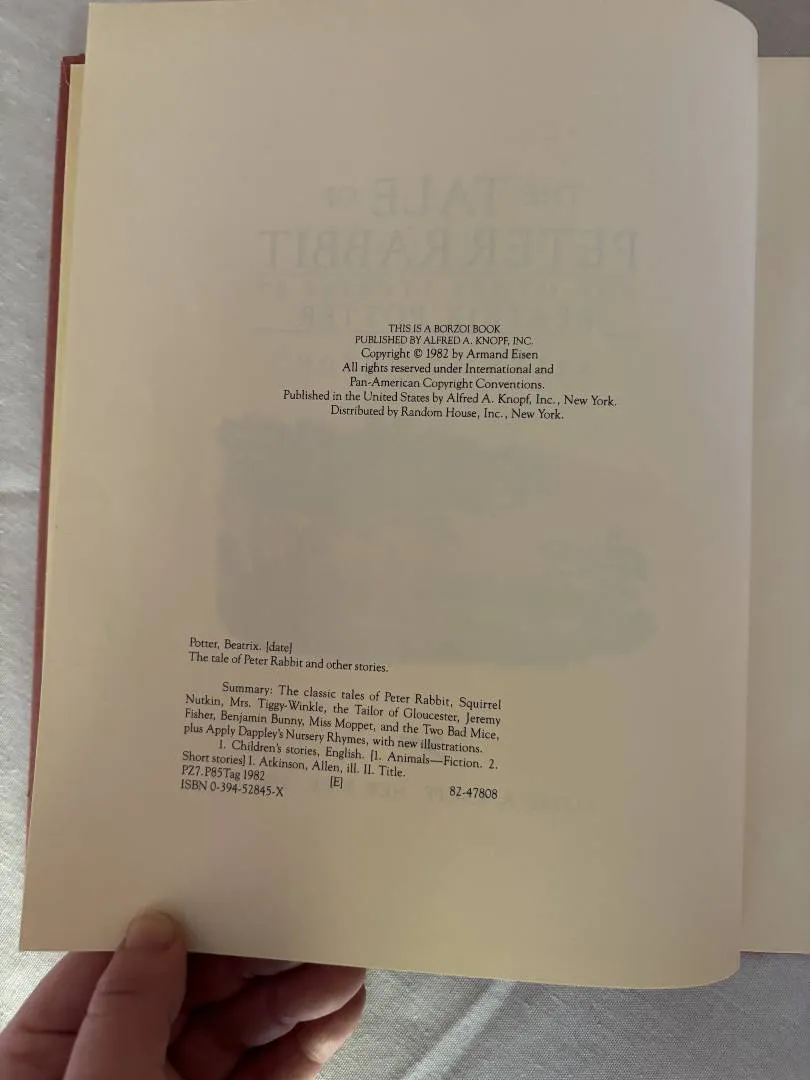 THE TALE OF
PETER RABBIT
THIS IS A BORZOI BOOK
PUBLISHED BY ALFRED A. KNOPF, INC.
Copyright © 1982 by Armand Eisen
All rights reserved under International and
Pan-American Copyright Conventions.
Published in the United States by Alfred A. Knopf, Inc., New York.
Distributed by Random House, Inc., New York.
Potter, Beatrix. [date]
The tale of Peter Rabbit and other stories.
Summary: The classic tales of Peter Rabbit, Squirrel
Nutkin, Mrs. Tiggy-Winkle, the Tailor of Gloucester, Jeremy
Fisher, Benjamin Bunny, Miss Moppet, and the Two Bad Mice,
plus Apply Dappley's Nursery Rhymes, with new illustrations.
1. Children's stories, English. [1. Animals—Fiction. 2.
Short stories] I. Atkinson, Allen, ill. II. Title.
PZ7.P85Tag 1982 [E] 82-47808
ISBN 0-394-52845-X